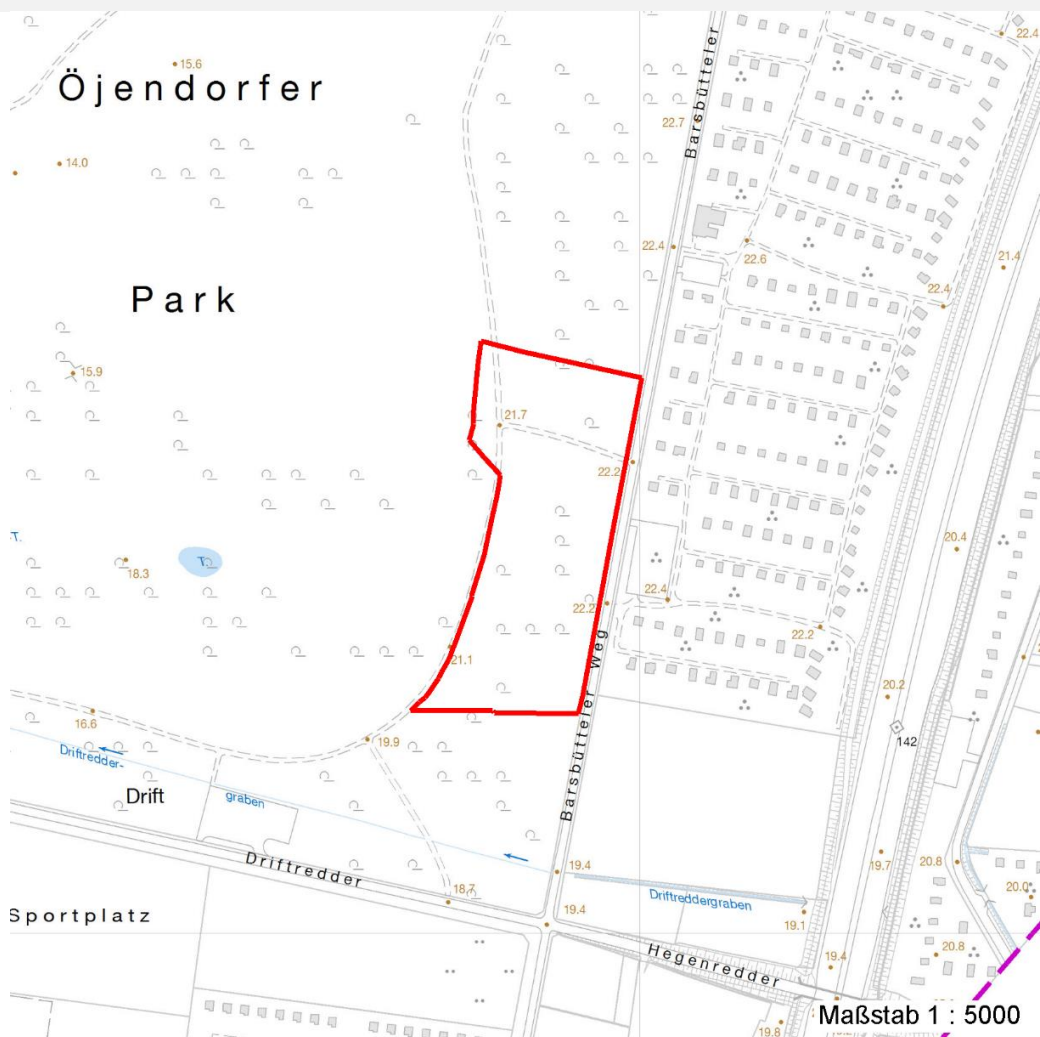 22.4
15.6
Öjendorfer
Barsbütteler
22.7
14.0
22.4
22.6
21.4
22.4
Park
15.9
21.7
22.2
T.
T.
18.3
20.4
22.4
22.2
22.2
21.1
Barsbütteler Weg
20.2
16.6
19.9
142
Driftredder-
Drift
graben
19.7
20.8
Driftredder
19.4
18.7
Driftreddergraben
20.0
Sportplatz
19.4
19.1
Hegenredder
20.8
19.4
19.8
Maßstab 1 : 5000